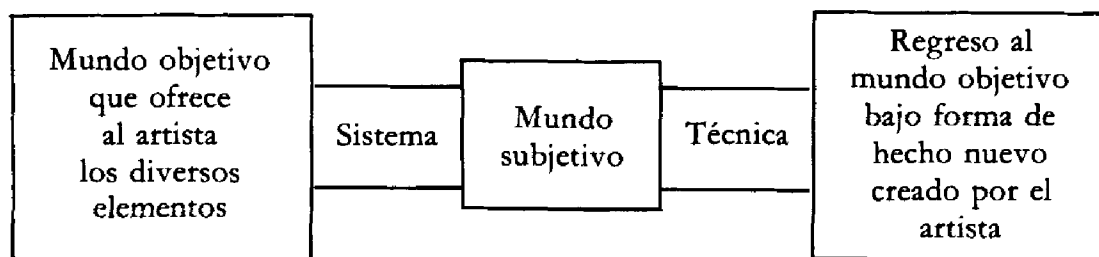 Mundo objetivo
que ofrece
al artista
los diversos
elementos
Sistema
Mundo
subjetivo
Técnica
Regreso al
mundo objetivo
bajo forma de
hecho nuevo
creado por el
artista